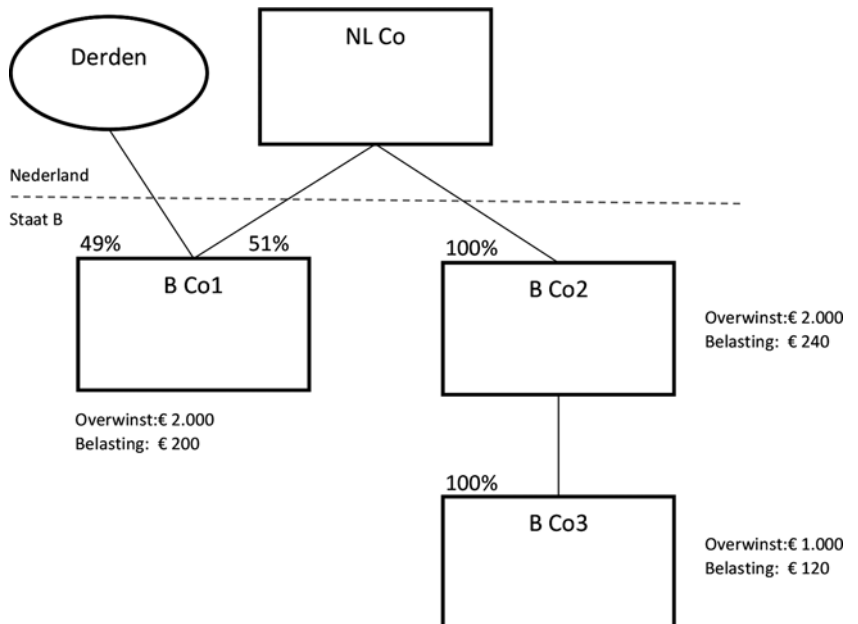 Derden
NL Co
Nederland
Staat B
49%
51%
B Co1
100%
B Co2
Overwinst:€ 2.000
Belasting: € 240
Overwinst:€ 2.000
Belasting: € 200
100%
B Co3
Overwinst:€ 1.000
Belasting: € 120